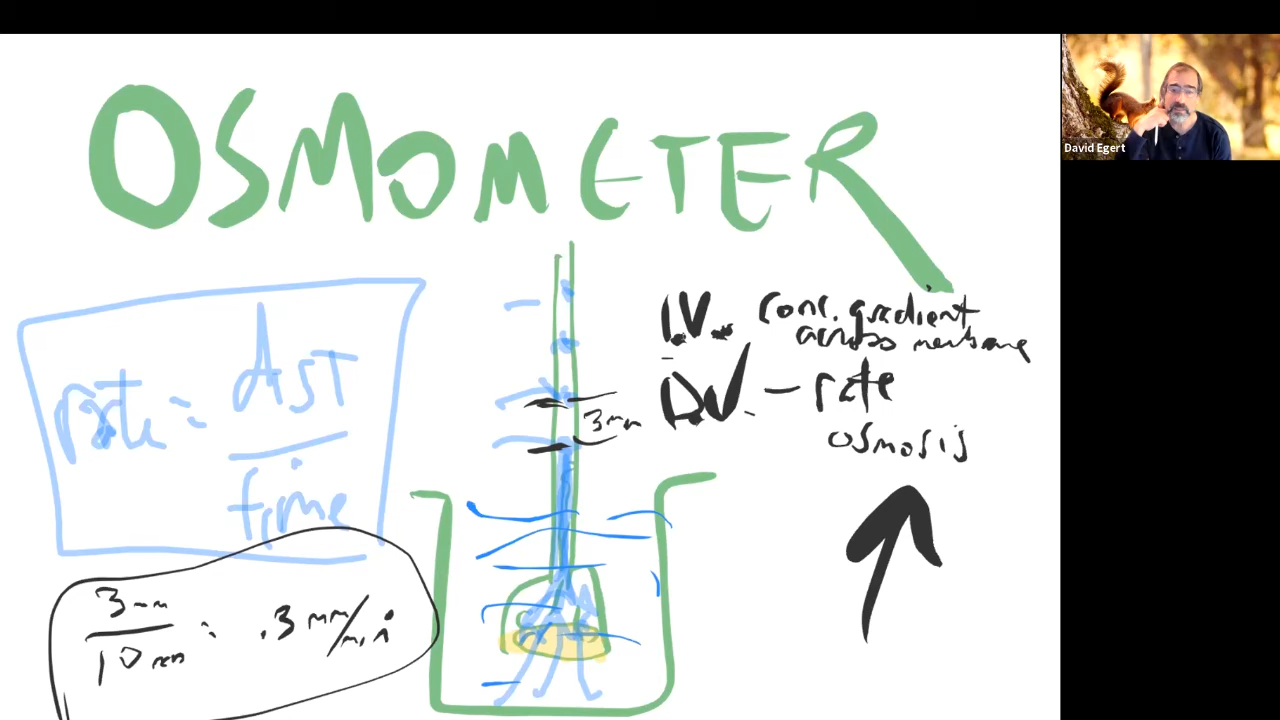 OSMOMETER
David Egert
I.V. conc. gradient
across membrane
D.V. - rate
osmosis
3mm
rate = dIST
time
3mm
10 min
= .3 mm/min